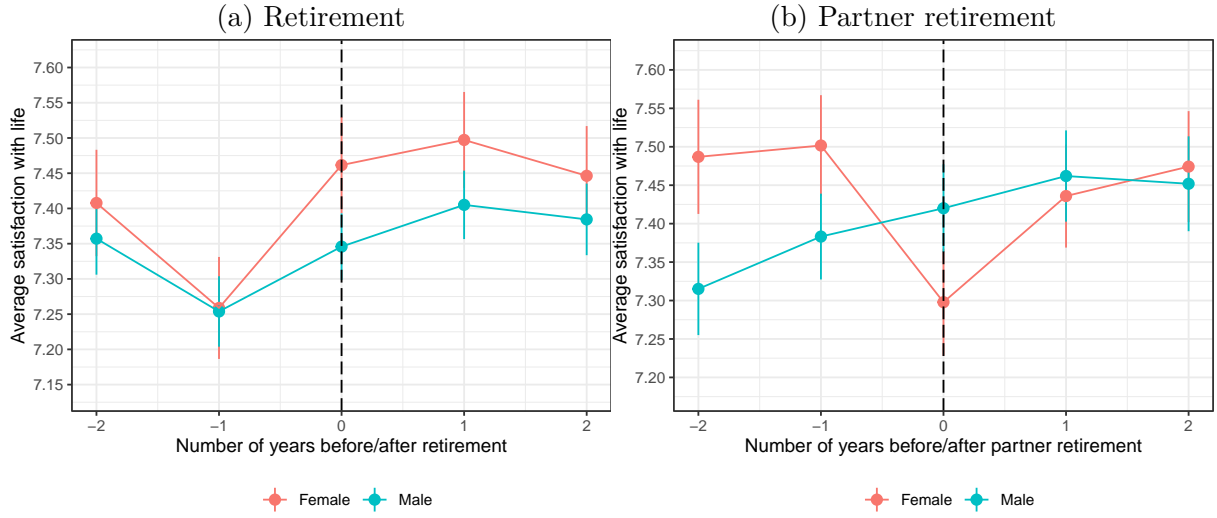 (a) Retirement
7.60
7.55
7.50
7.45
7.40
7.35
7.30
7.25
7.20
7.15
Average satisfaction with life
−2
−1
0
1
2
Number of years before/after retirement
Female
Male
(b) Partner retirement
7.60
7.55
7.50
7.45
7.40
7.35
7.30
7.25
7.20
Average satisfaction with life
−2
−1
0
1
2
Number of years before/after partner retirement
Female
Male